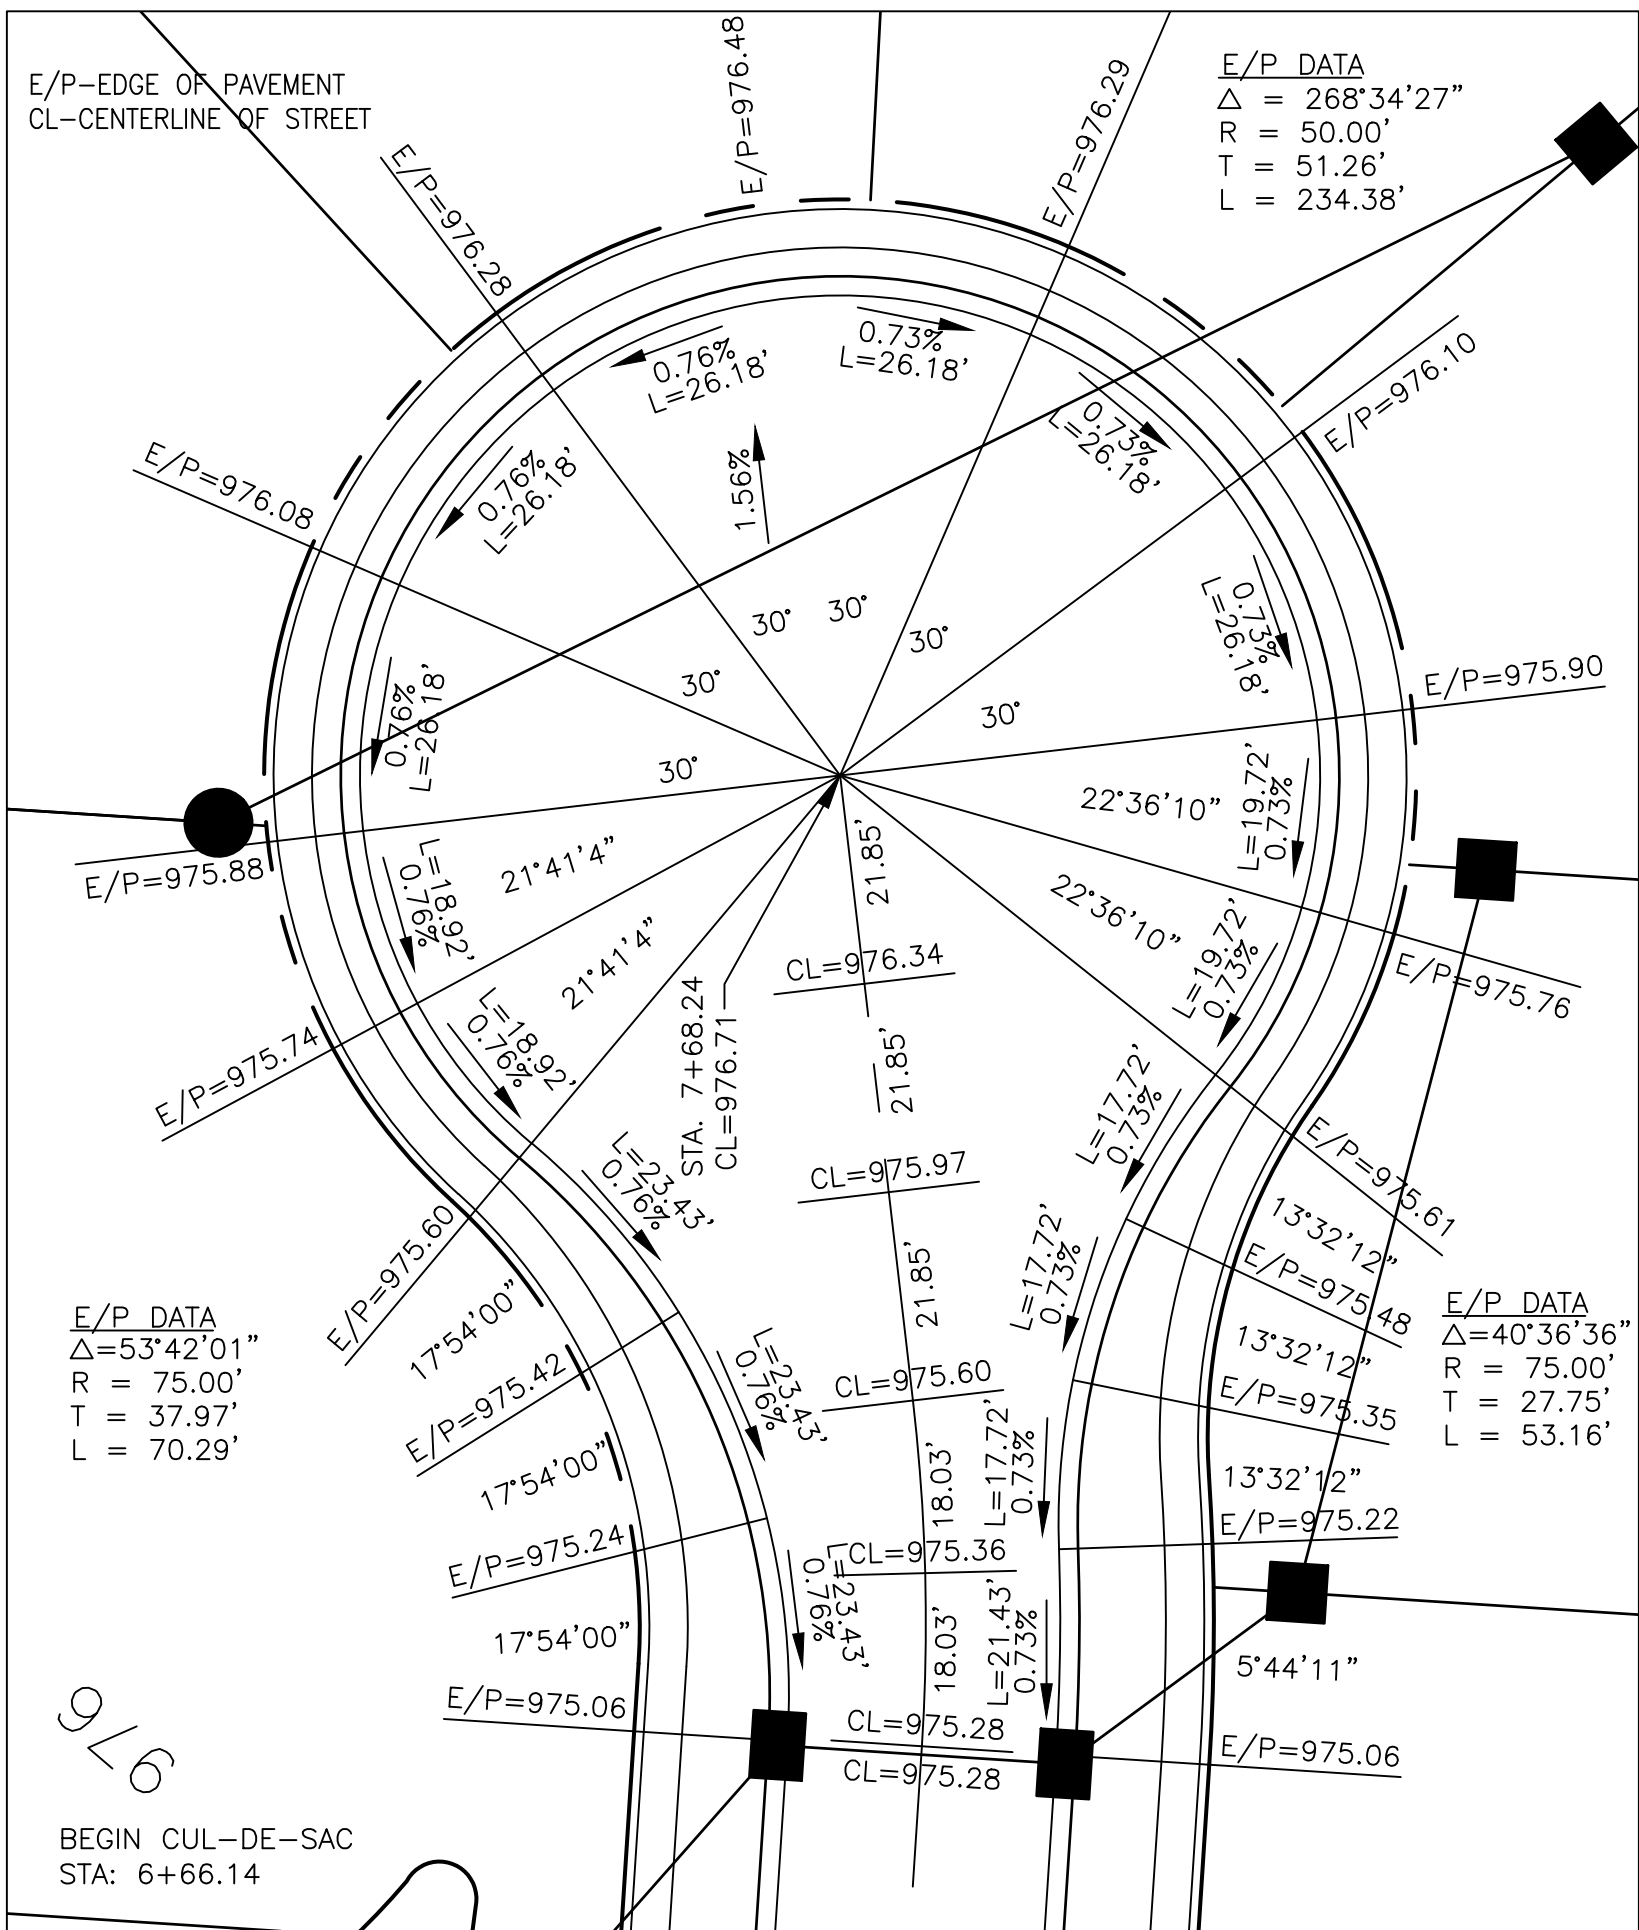 E/P-EDGE OF PAVEMENT
CL-CENTERLINE OF STREET
E/P=976.48
E/P=976.29
E/P DATA
△ = 268°34'27"
R = 50.00'
T = 51.26'
L = 234.38'
E/P=976.28
0.76%
L=26.18'
0.73%
L=26.18'
E/P=976.10
0.73%
L=26.18'
E/P=976.08
0.76%
L=26.18'
1.56%
30°
30°
30°
30°
30°
30°
0.73%
L=26.18'
E/P=975.90
0.76%
L=26.18'
E/P=975.88
21°41'4"
L=18.92'
0.76%
21.85'
22°36'10"
L=19.72'
0.73%
22°36'10"
CL=976.34
21°41'4"
STA. 7+68.24
CL=976.71
L=19.72'
0.73%
E/P=975.76
E/P=975.74
L=18.92'
0.76%
21.85'
L=17.72'
0.73%
CL=975.97
L=23.43'
0.76%
E/P=975.61
E/P=975.60
13°32'12"
21.85'
L=17.72'
0.73%
E/P=975.48
E/P DATA
△=53°42'01"
R = 75.00'
T = 37.97'
L = 70.29'
17°54'00"
E/P=975.42
L=23.43'
0.76%
CL=975.60
13°32'12"
E/P=975.35
E/P DATA
△=40°36'36"
R = 75.00'
T = 27.75'
L = 53.16'
17°54'00"
18.03'
L=17.72'
0.73%
13°32'12"
E/P=975.22
E/P=975.24
CL=975.36
L=23.43'
0.76%
17°54'00"
18.03'
L=21.43'
0.73%
5°44'11"
E/P=975.06
CL=975.28
CL=975.28
E/P=975.06
976
BEGIN CUL-DE-SAC
STA: 6+66.14